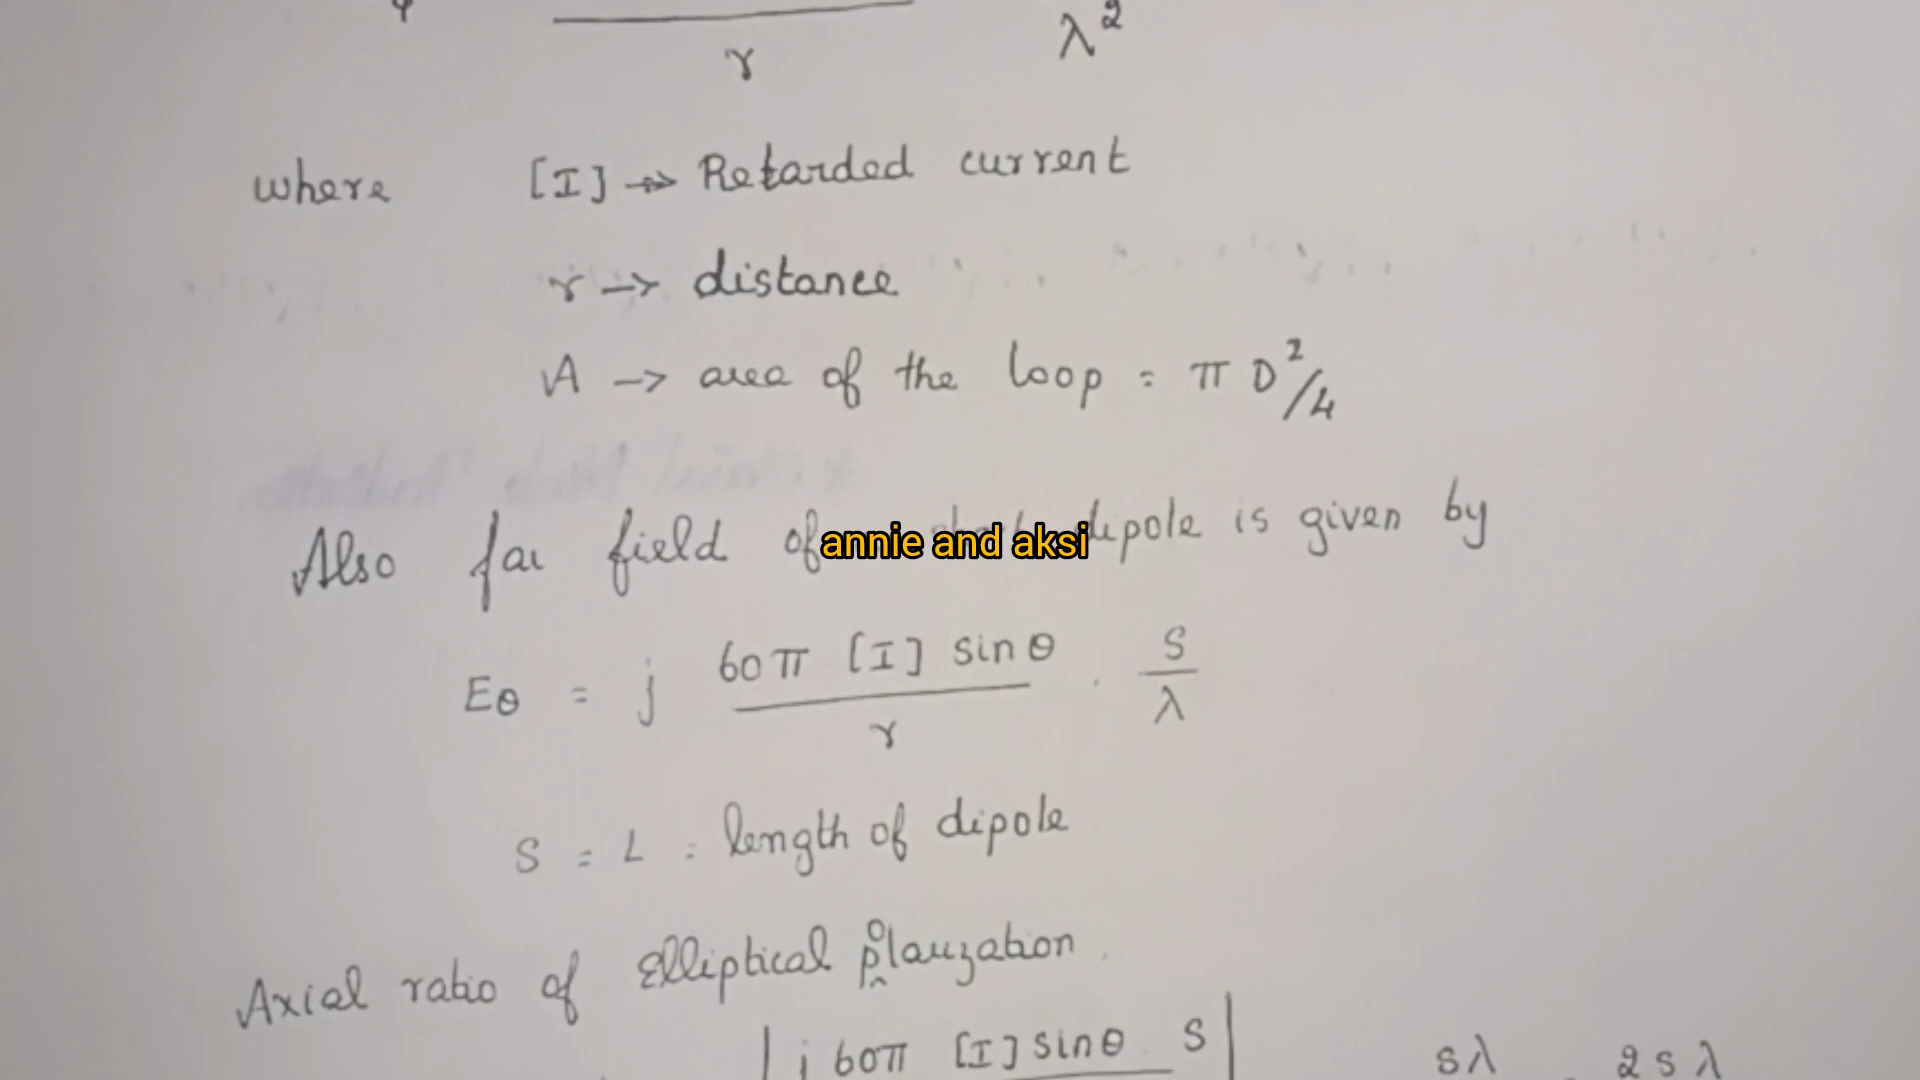 r λ²
where [I] → Retarded current
r → distance
A → area of the loop = π D²/4
Also far field of dipole is given by
annie and aksi
Eθ = j 60π [I] sin θ / r . S / λ
S = L = length of dipole
Axial ratio of Elliptical polarization.
| j 60π [I] sin θ S | sλ 2sλ